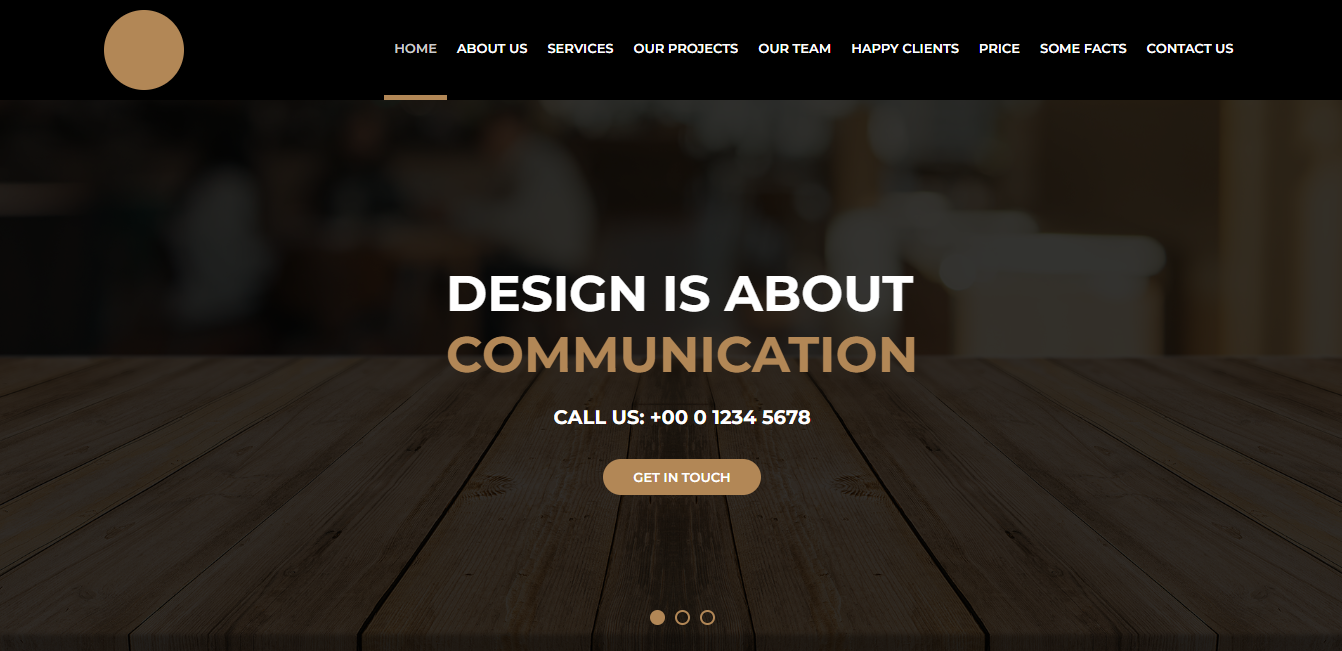 HOME ABOUT US SERVICES OUR PROJECTS OUR TEAM HAPPY CLIENTS PRICE SOME FACTS CONTACT US
DESIGN IS ABOUT
COMMUNICATION
CALL US: +00 0 1234 5678
GET IN TOUCH